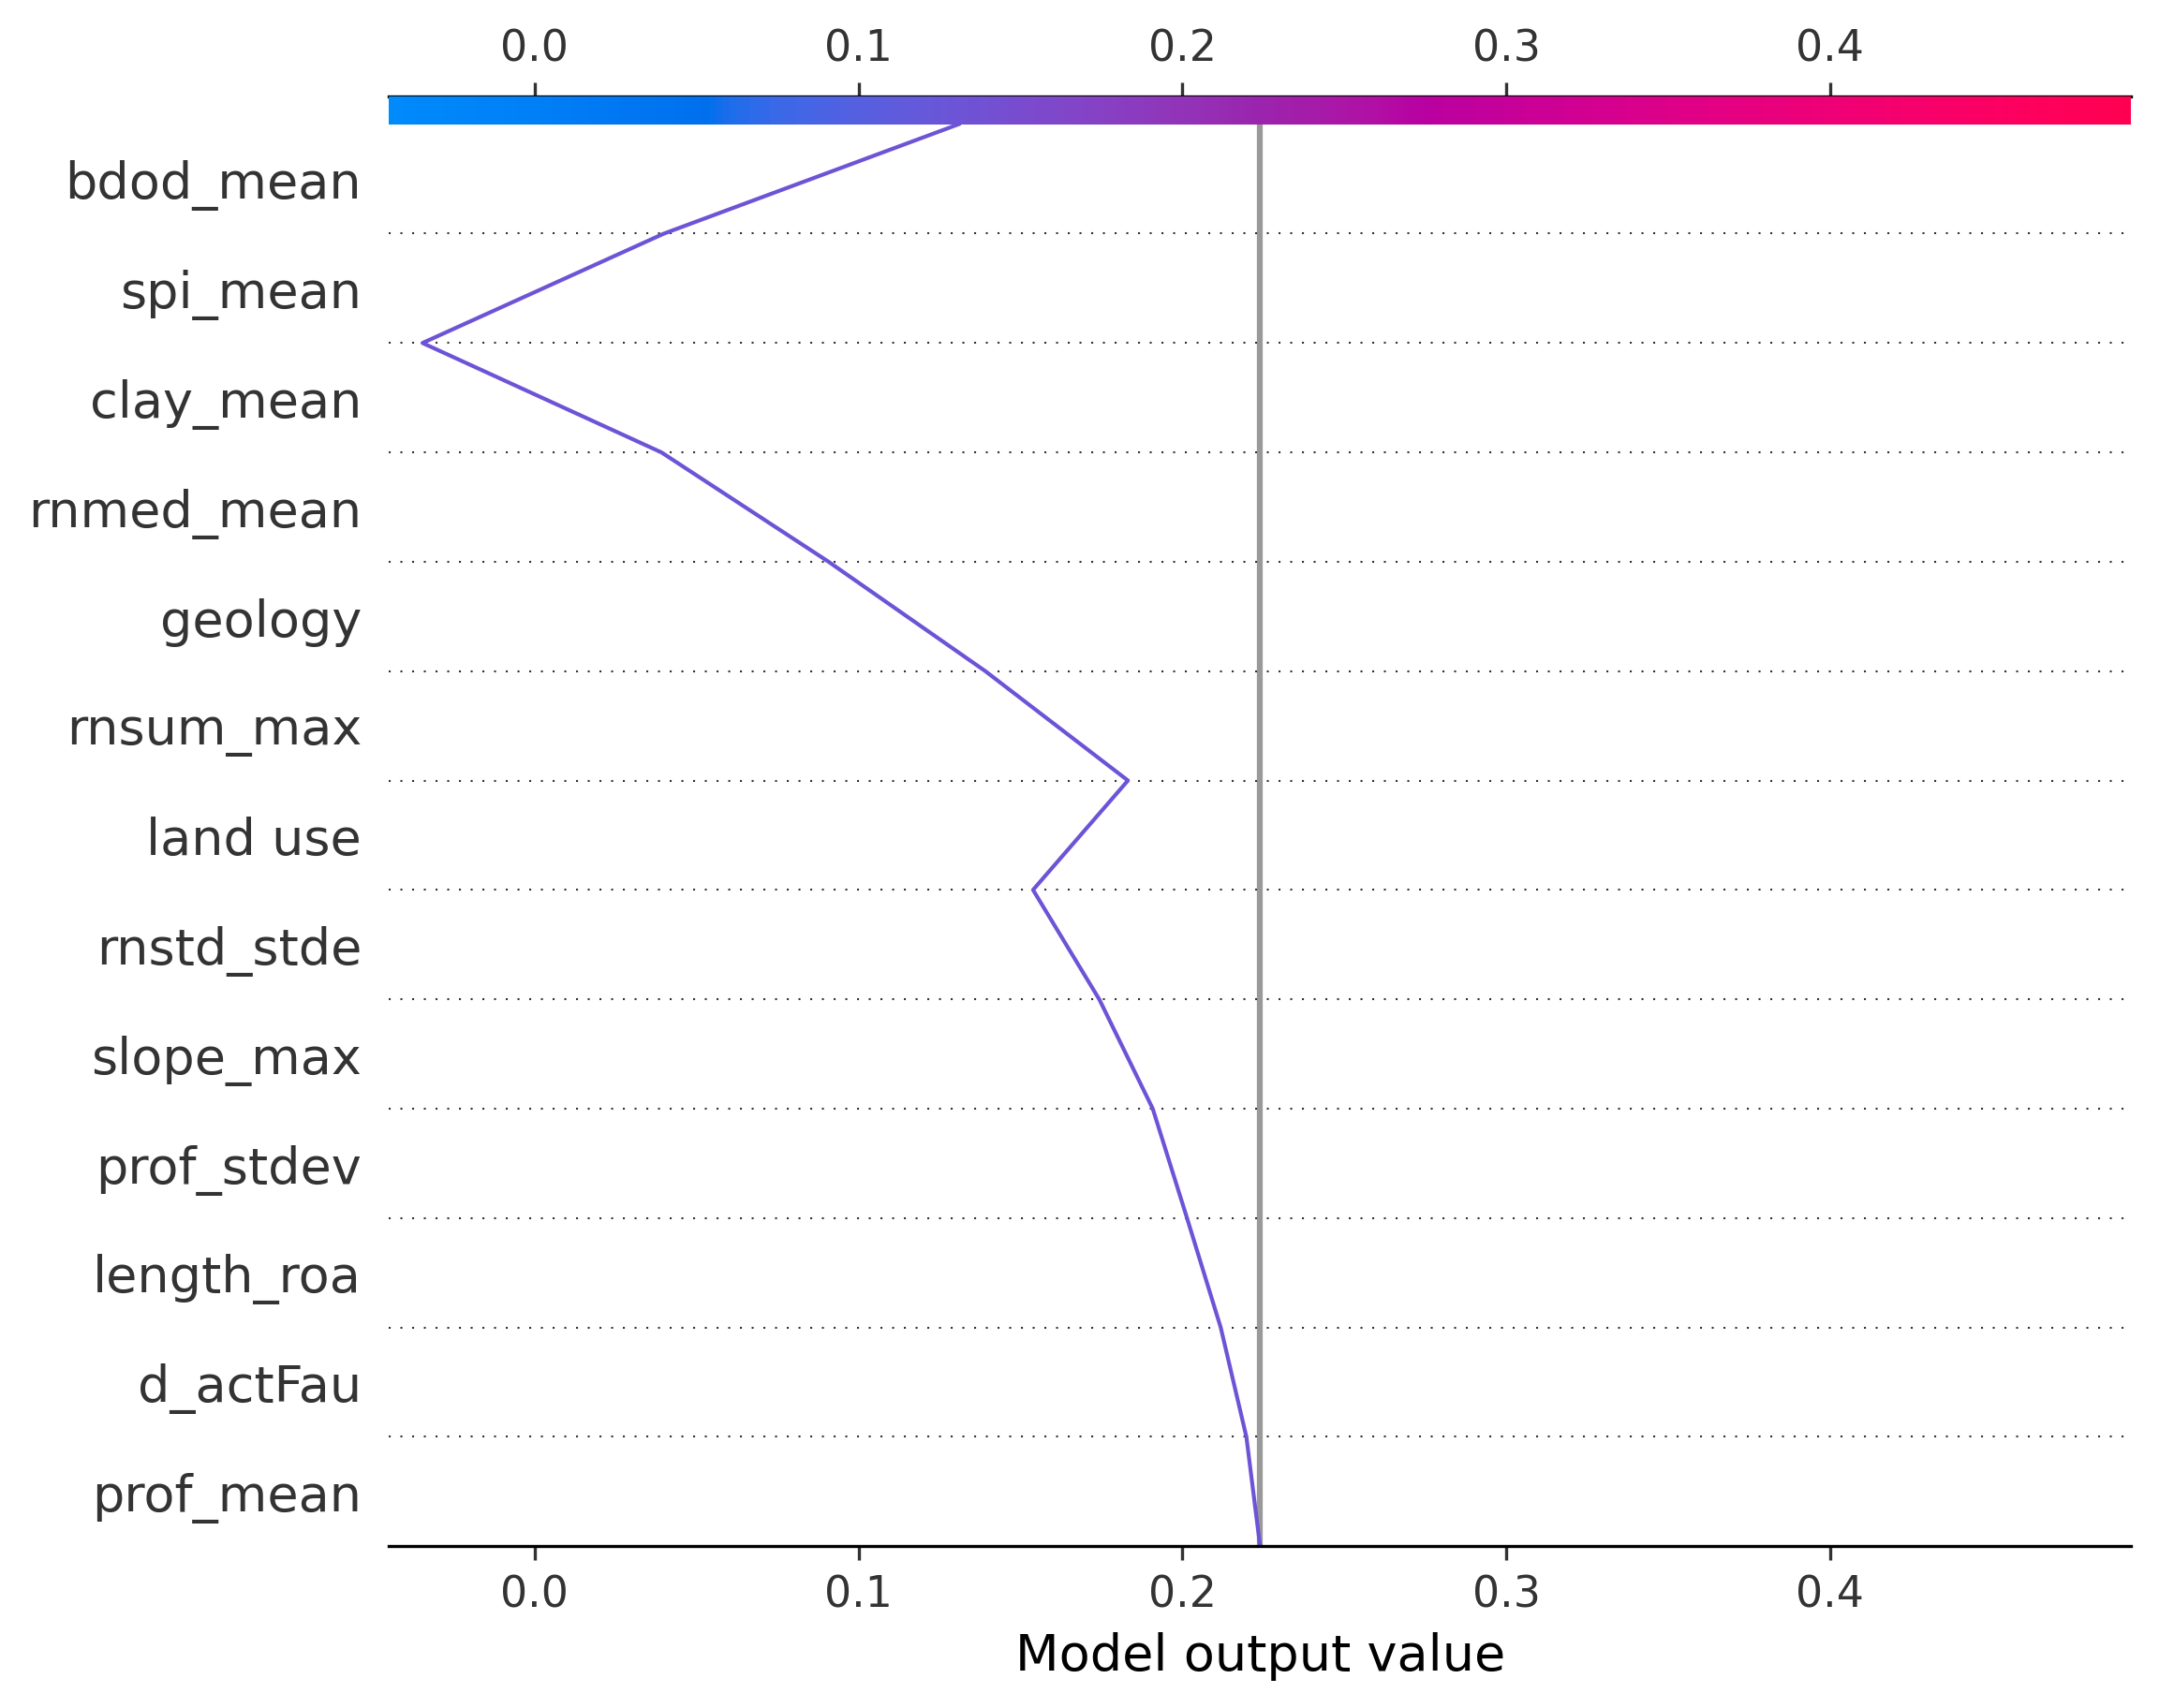 0.0 0.1 0.2 0.3 0.4
bdod_mean
spi_mean
clay_mean
rnmed_mean
geology
rnsum_max
land use
rnstd_stde
slope_max
prof_stdev
length_roa
d_actFau
prof_mean
0.0 0.1 0.2 0.3 0.4
Model output value